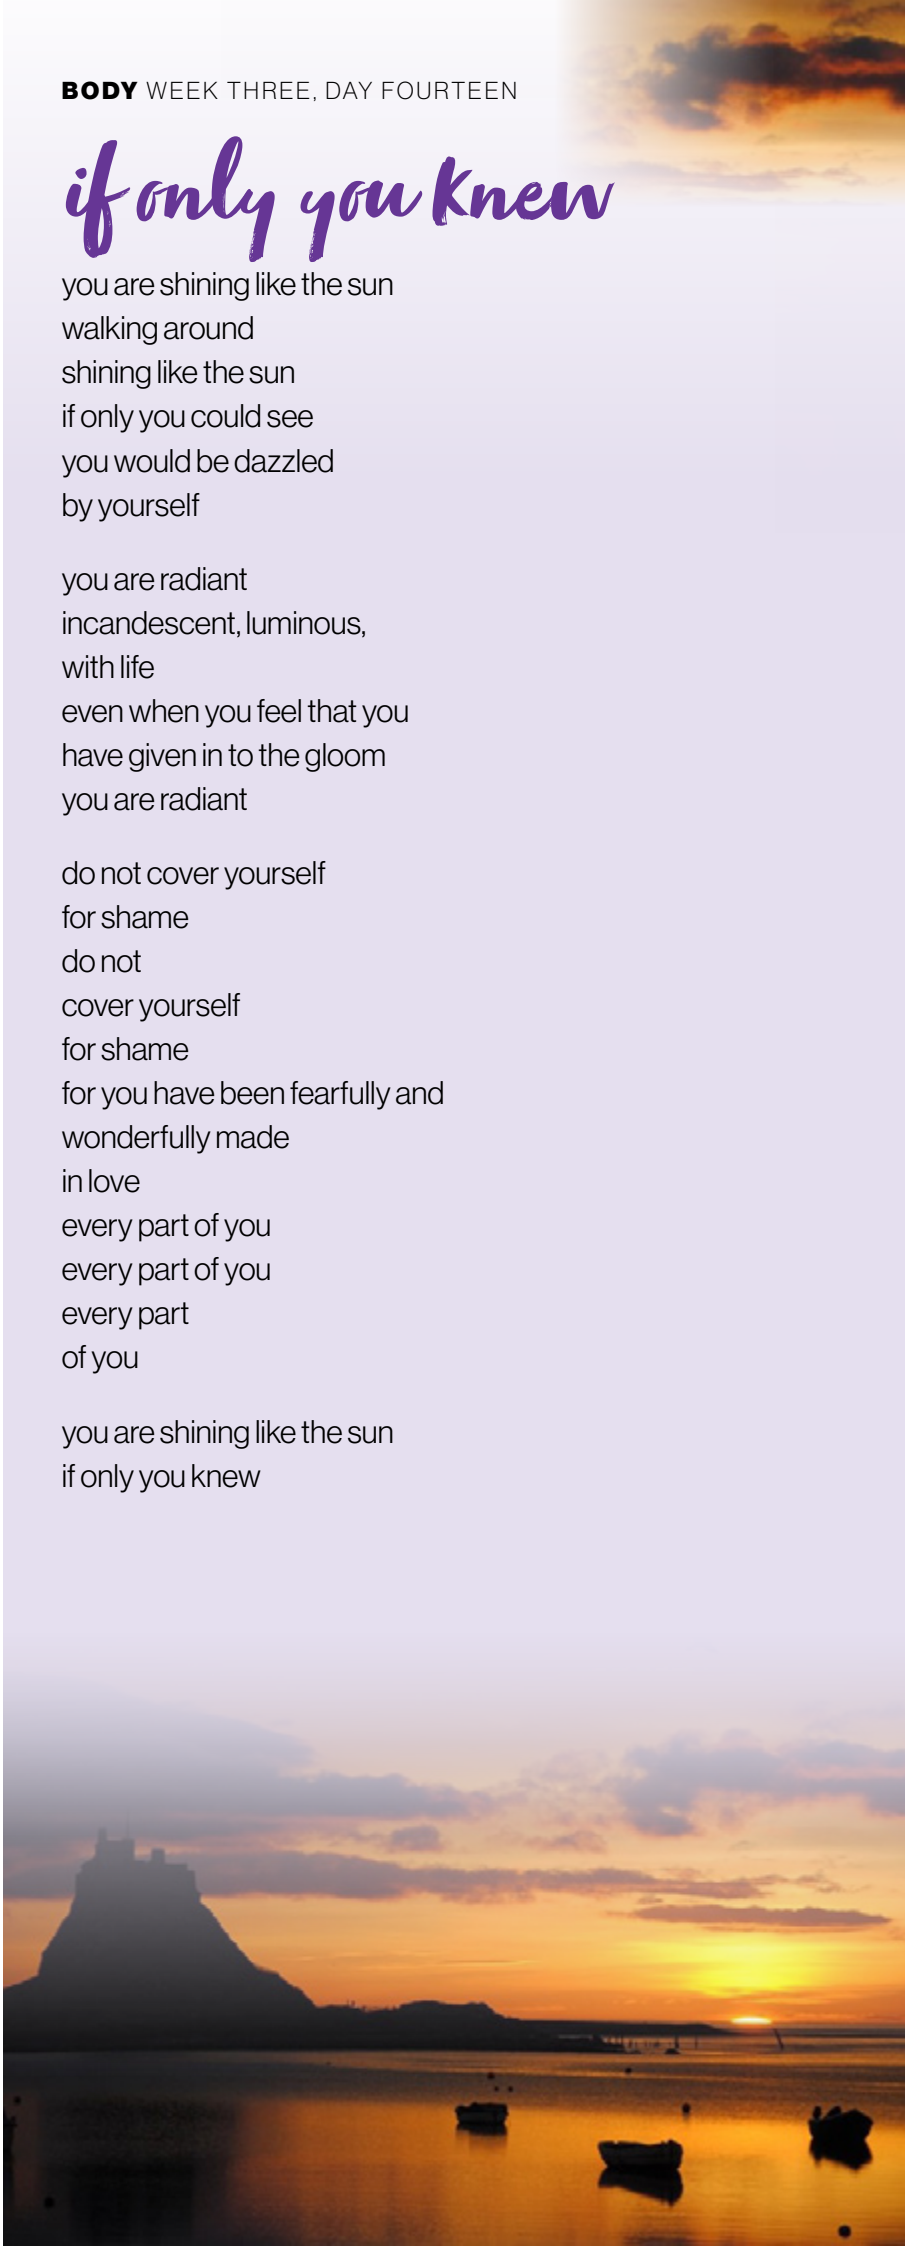 BODY WEEK THREE, DAY FOURTEEN
if only you knew
you are shining like the sun
walking around
shining like the sun
if only you could see
you would be dazzled
by yourself
you are radiant
incandescent, luminous,
with life
even when you feel that you
have given in to the gloom
you are radiant
do not cover yourself
for shame
do not
cover yourself
for shame
for you have been fearfully and
wonderfully made
in love
every part of you
every part of you
every part
of you
you are shining like the sun
if only you knew